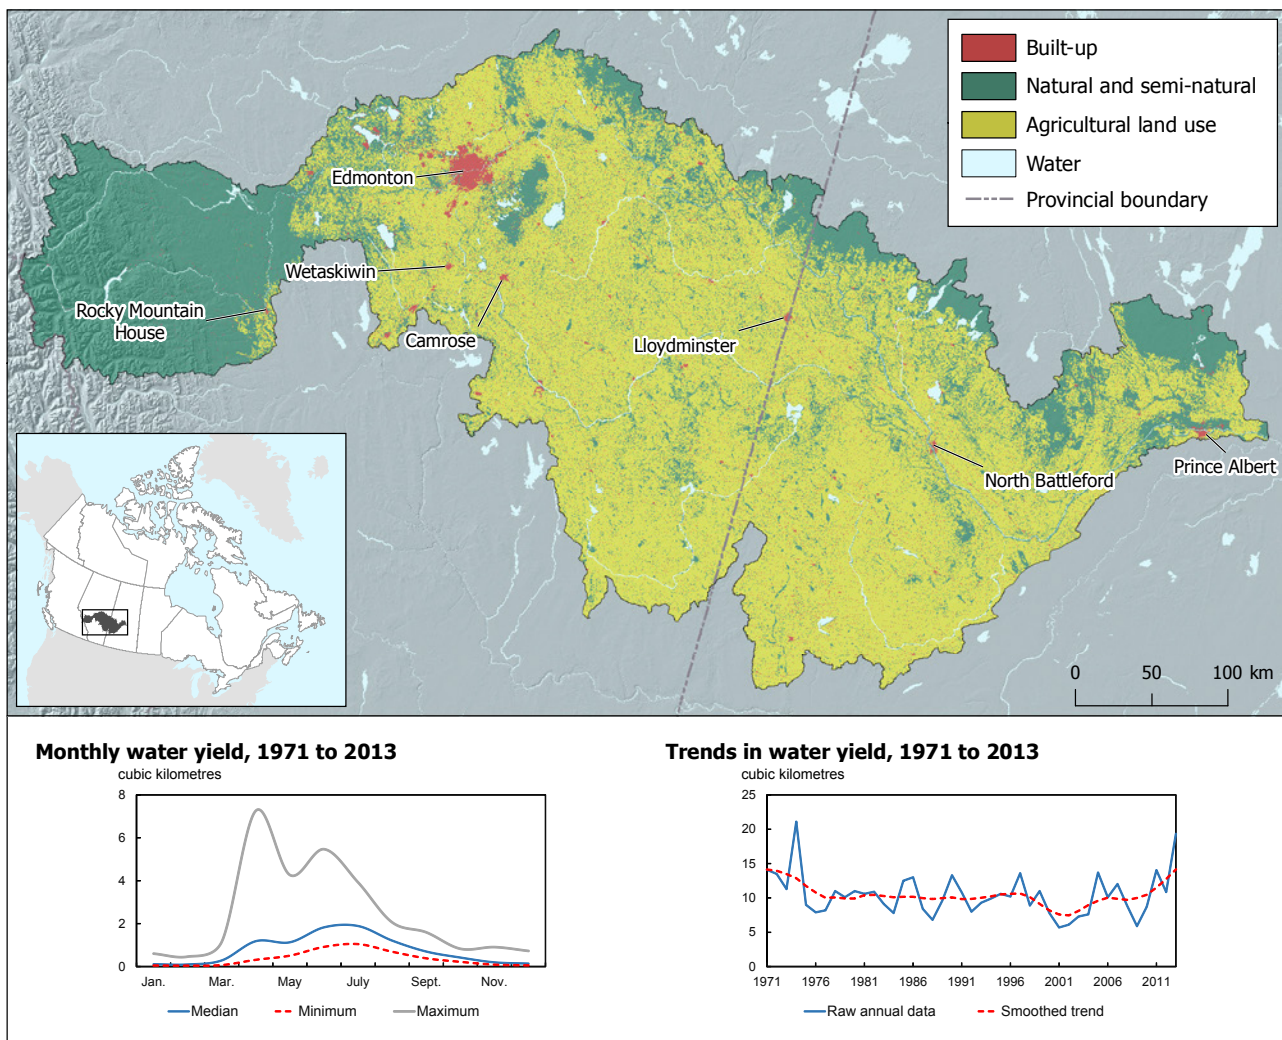 Built-up
Natural and semi-natural
Agricultural land use
Water
Provincial boundary
Edmonton
Wetaskiwin
Rocky Mountain
House
Camrose
Lloydminster
North Battleford
Prince Albert
0 50 100 km
Monthly water yield, 1971 to 2013
cubic kilometres
8
6
4
2
0
Jan. Mar. May July Sept. Nov.
Median Minimum Maximum
Trends in water yield, 1971 to 2013
cubic kilometres
25
20
15
10
5
0
1971 1976 1981 1986 1991 1996 2001 2006 2011
Raw annual data Smoothed trend